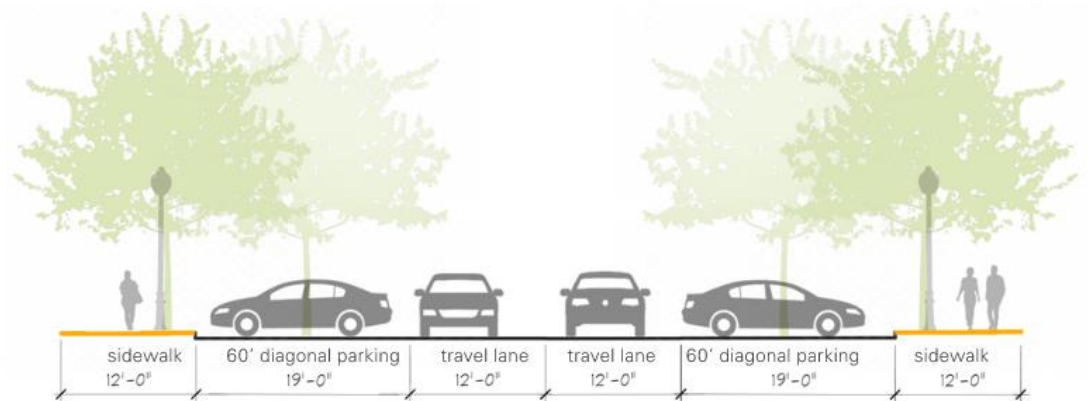 sidewalk 60' diagonal parking travel lane travel lane 60' diagonal parking sidewalk
12'-0" 19'-0" 12'-0" 12'-0" 19'-0" 12'-0"